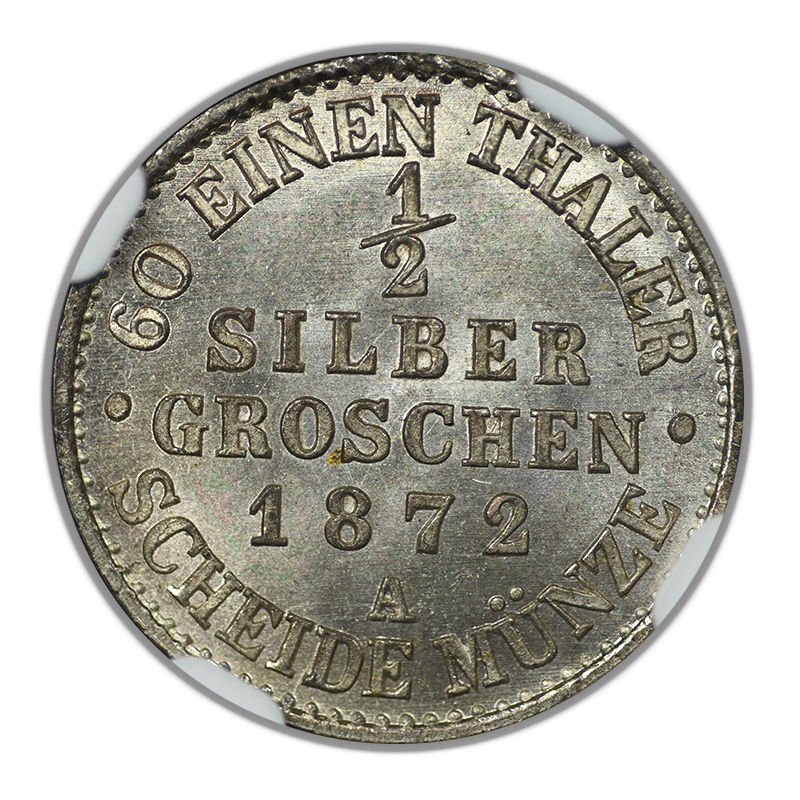 60 EINEN THALER
1/2
SILBER
· GROSCHEN ·
1872
A
SCHEIDE MÜNZE